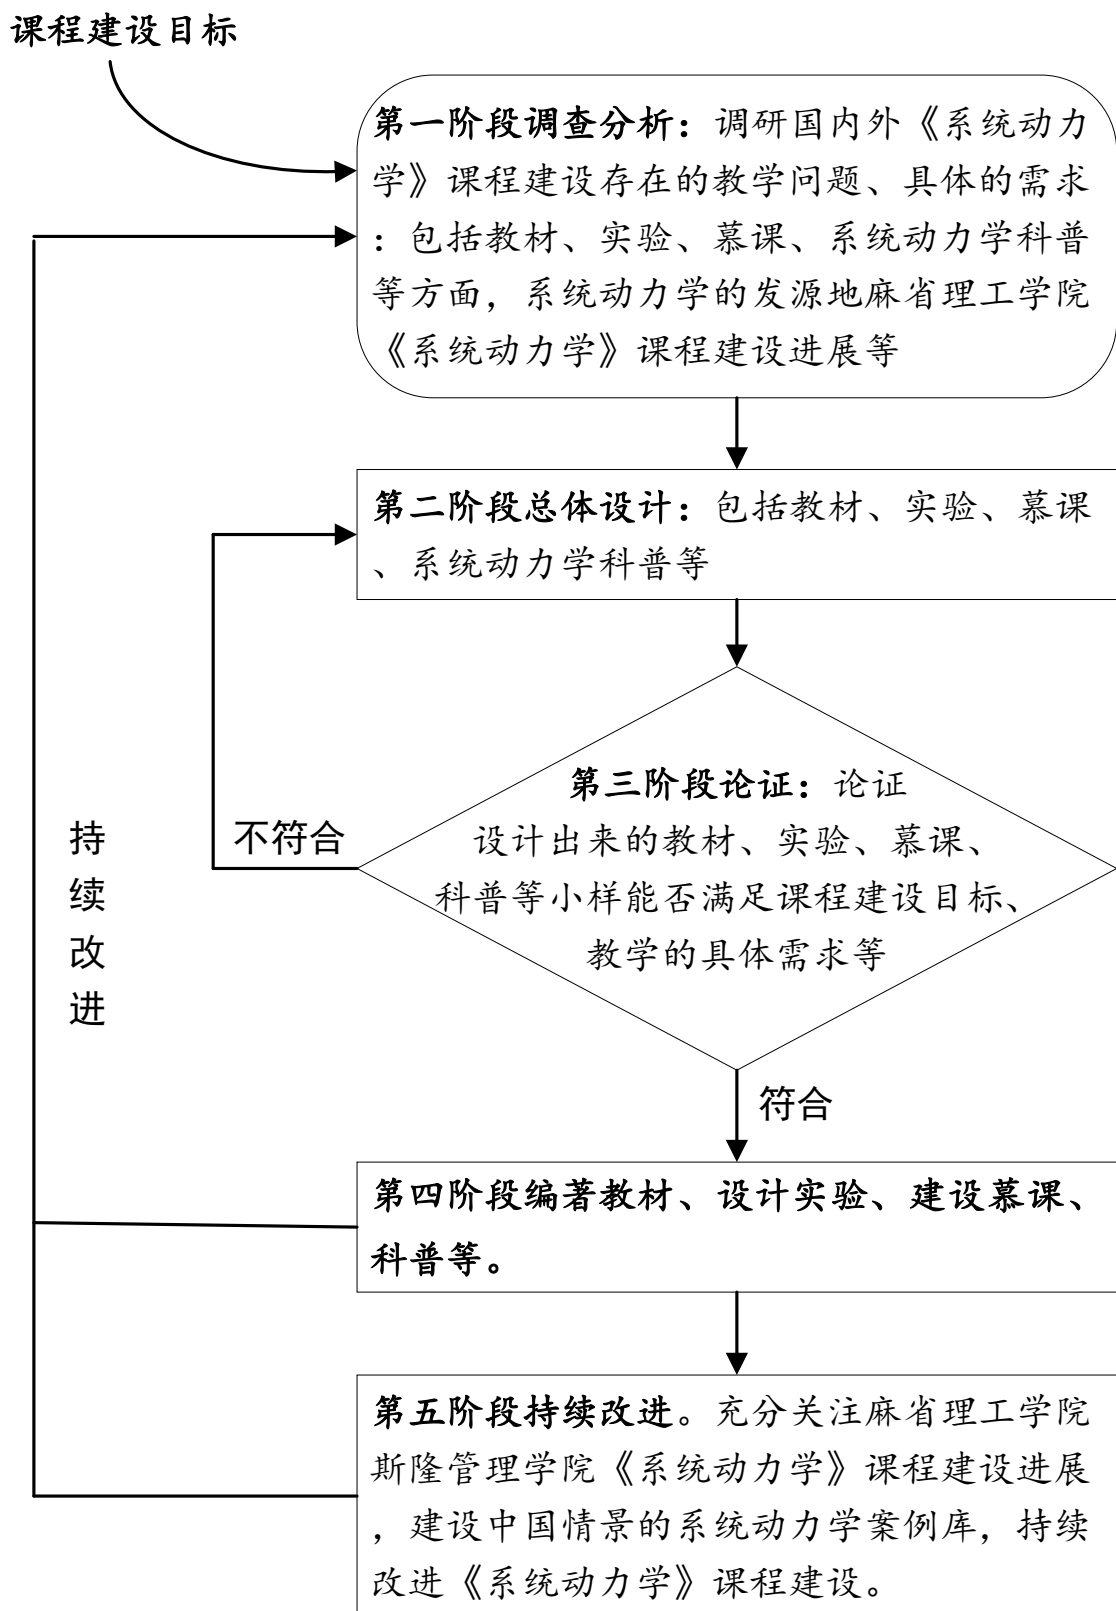 课程建设目标
第一阶段调查分析：调研国内外《系统动力
学》课程建设存在的教学问题、具体的需求
：包括教材、实验、慕课、系统动力学科普
等方面，系统动力学的发源地麻省理工学院
《系统动力学》课程建设进展等
第二阶段总体设计：包括教材、实验、慕课
、系统动力学科普等
第三阶段论证：论证
设计出来的教材、实验、慕课、
科普等小样能否满足课程建设目标、
教学的具体需求等
不符合
持
续
改
进
符合
第四阶段编著教材、设计实验、建设慕课、
科普等。
第五阶段持续改进。充分关注麻省理工学院
斯隆管理学院《系统动力学》课程建设进展
，建设中国情景的系统动力学案例库，持续
改进《系统动力学》课程建设。